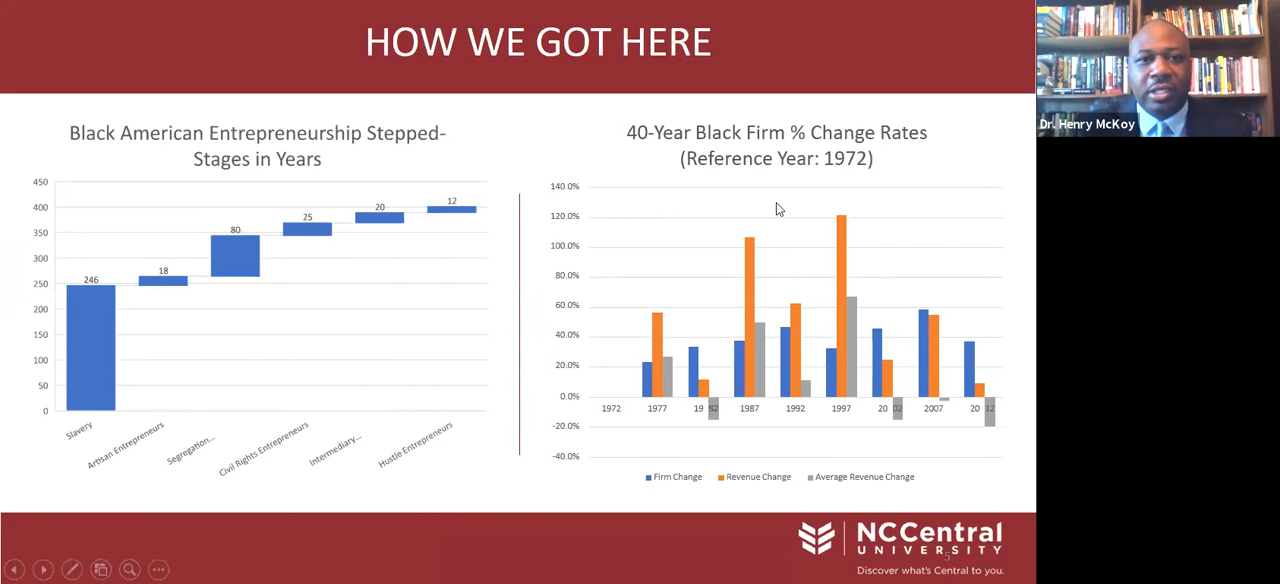 HOW WE GOT HERE
Dr. Henry McKoy
Black American Entrepreneurship Stepped-
Stages in Years
450
400
350
300
250
200
150
100
50
0
246
18
80
25
20
12
Slavery
Artisan Entrepreneurs
Segregation...
Civil Rights Entrepreneurs
Intermediary...
Hustle Entrepreneurs
40-Year Black Firm % Change Rates
(Reference Year: 1972)
140.0%
120.0%
100.0%
80.0%
60.0%
40.0%
20.0%
0.0%
-20.0%
-40.0%
1972
1977
1982
1987
1992
1997
2002
2007
2012
Firm Change
Revenue Change
Average Revenue Change
NCCentral
UNIVERSITY
5
Discover what's Central to you.